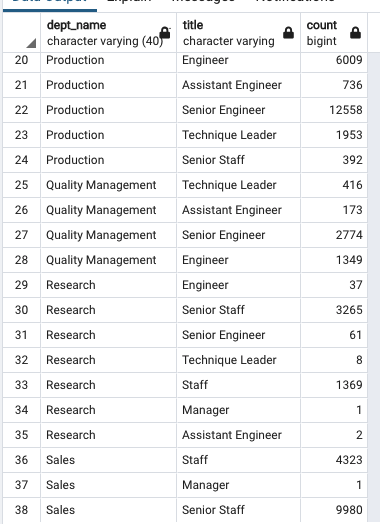 dept_name title count
character varying (40) character varying bigint
20 Production Engineer 6009
21 Production Assistant Engineer 736
22 Production Senior Engineer 12558
23 Production Technique Leader 1953
24 Production Senior Staff 392
25 Quality Management Technique Leader 416
26 Quality Management Assistant Engineer 173
27 Quality Management Senior Engineer 2774
28 Quality Management Engineer 1349
29 Research Engineer 37
30 Research Senior Staff 3265
31 Research Senior Engineer 61
32 Research Technique Leader 8
33 Research Staff 1369
34 Research Manager 1
35 Research Assistant Engineer 2
36 Sales Staff 4323
37 Sales Manager 1
38 Sales Senior Staff 9980